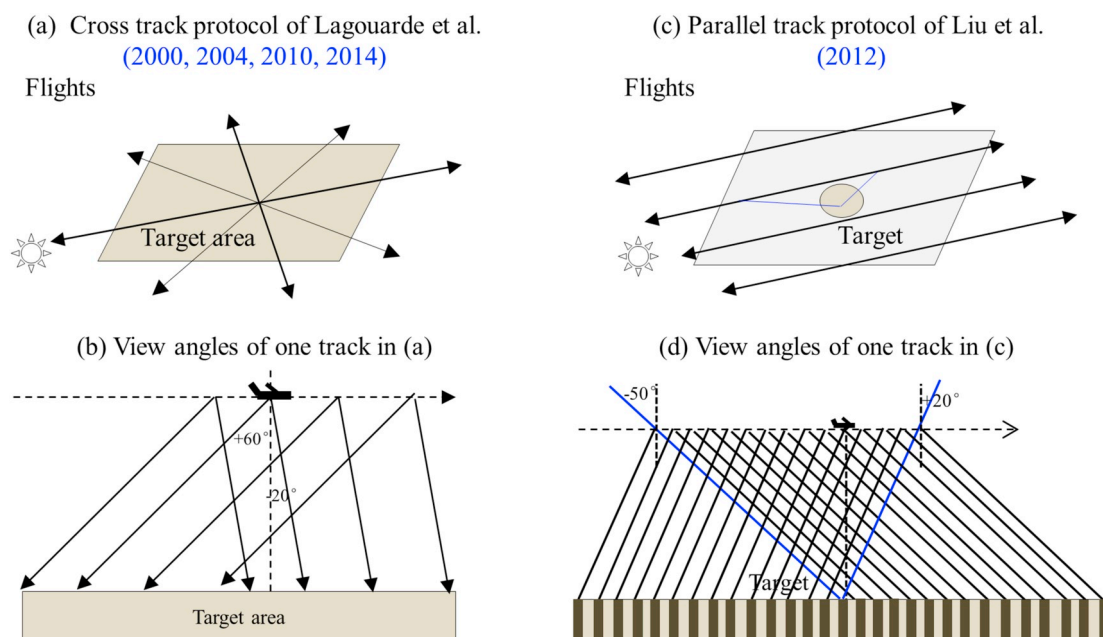 (a) Cross track protocol of Lagouarde et al.
(2000, 2004, 2010, 2014)
Flights
Target area
(c) Parallel track protocol of Liu et al.
(2012)
Flights
Target
(b) View angles of one track in (a)
+60°
-20°
Target area
(d) View angles of one track in (c)
-50°
+20°
Target